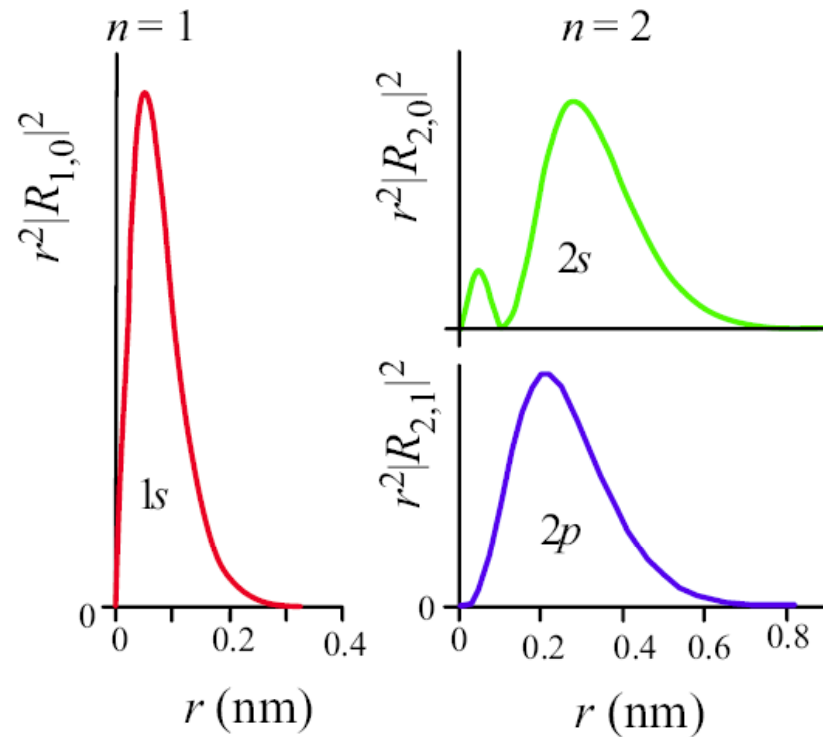 n = 1
r²|R₁,₀|²
1s
0
0 0.2 0.4
r (nm)
n = 2
r²|R₂,₀|²
2s
r²|R₂,₁|²
2p
0
0 0.2 0.4 0.6 0.8
r (nm)